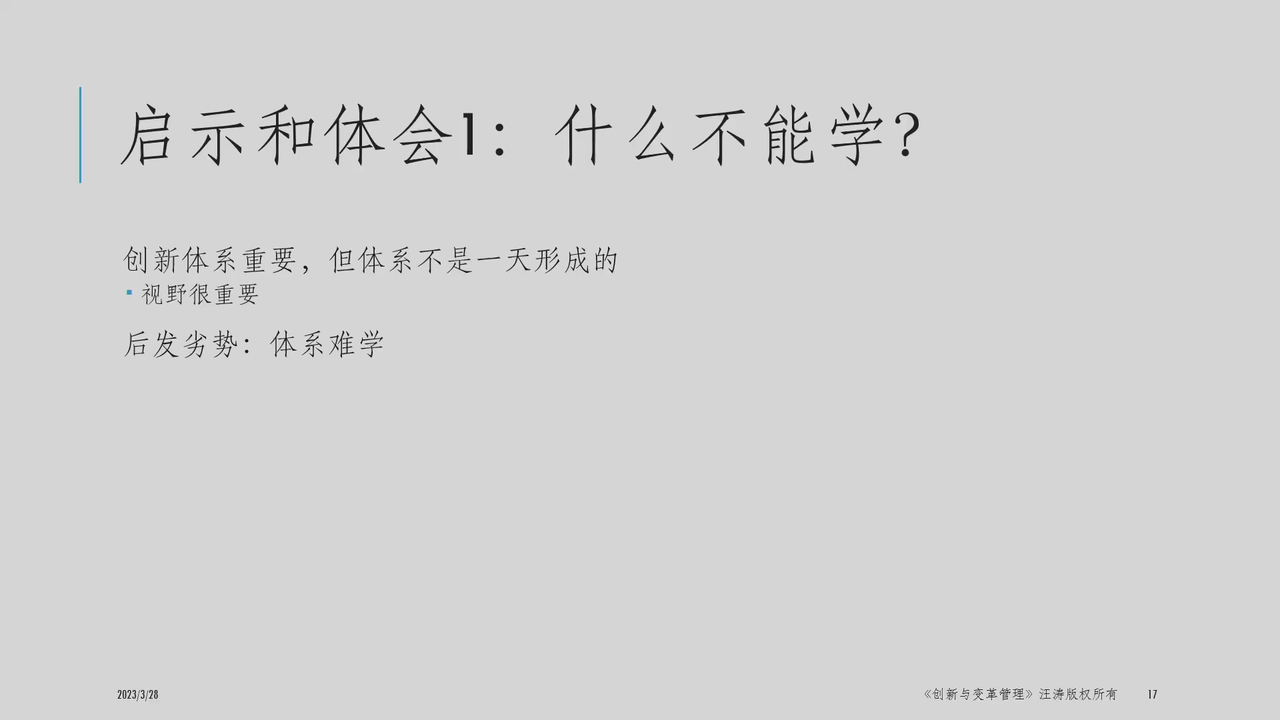 启示和体会1：什么不能学？
创新体系重要，但体系不是一天形成的
▪ 视野很重要
后发劣势：体系难学
2023/3/28
《创新与变革管理》汪涛版权所有
17